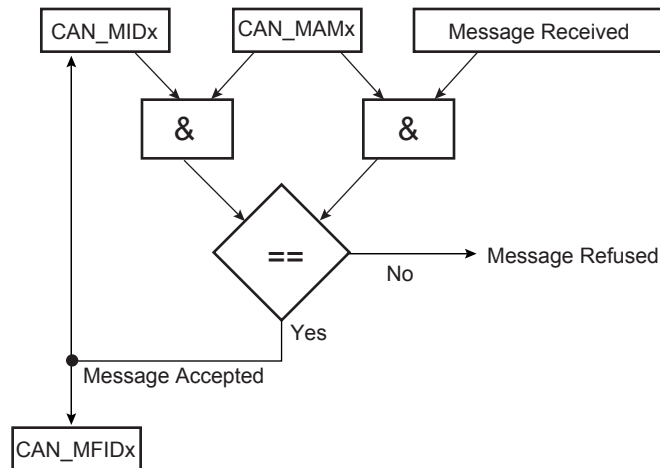 CAN_MIDx
CAN_MAMx
Message Received
&
&
==
No
Message Refused
Yes
Message Accepted
CAN_MFIDx